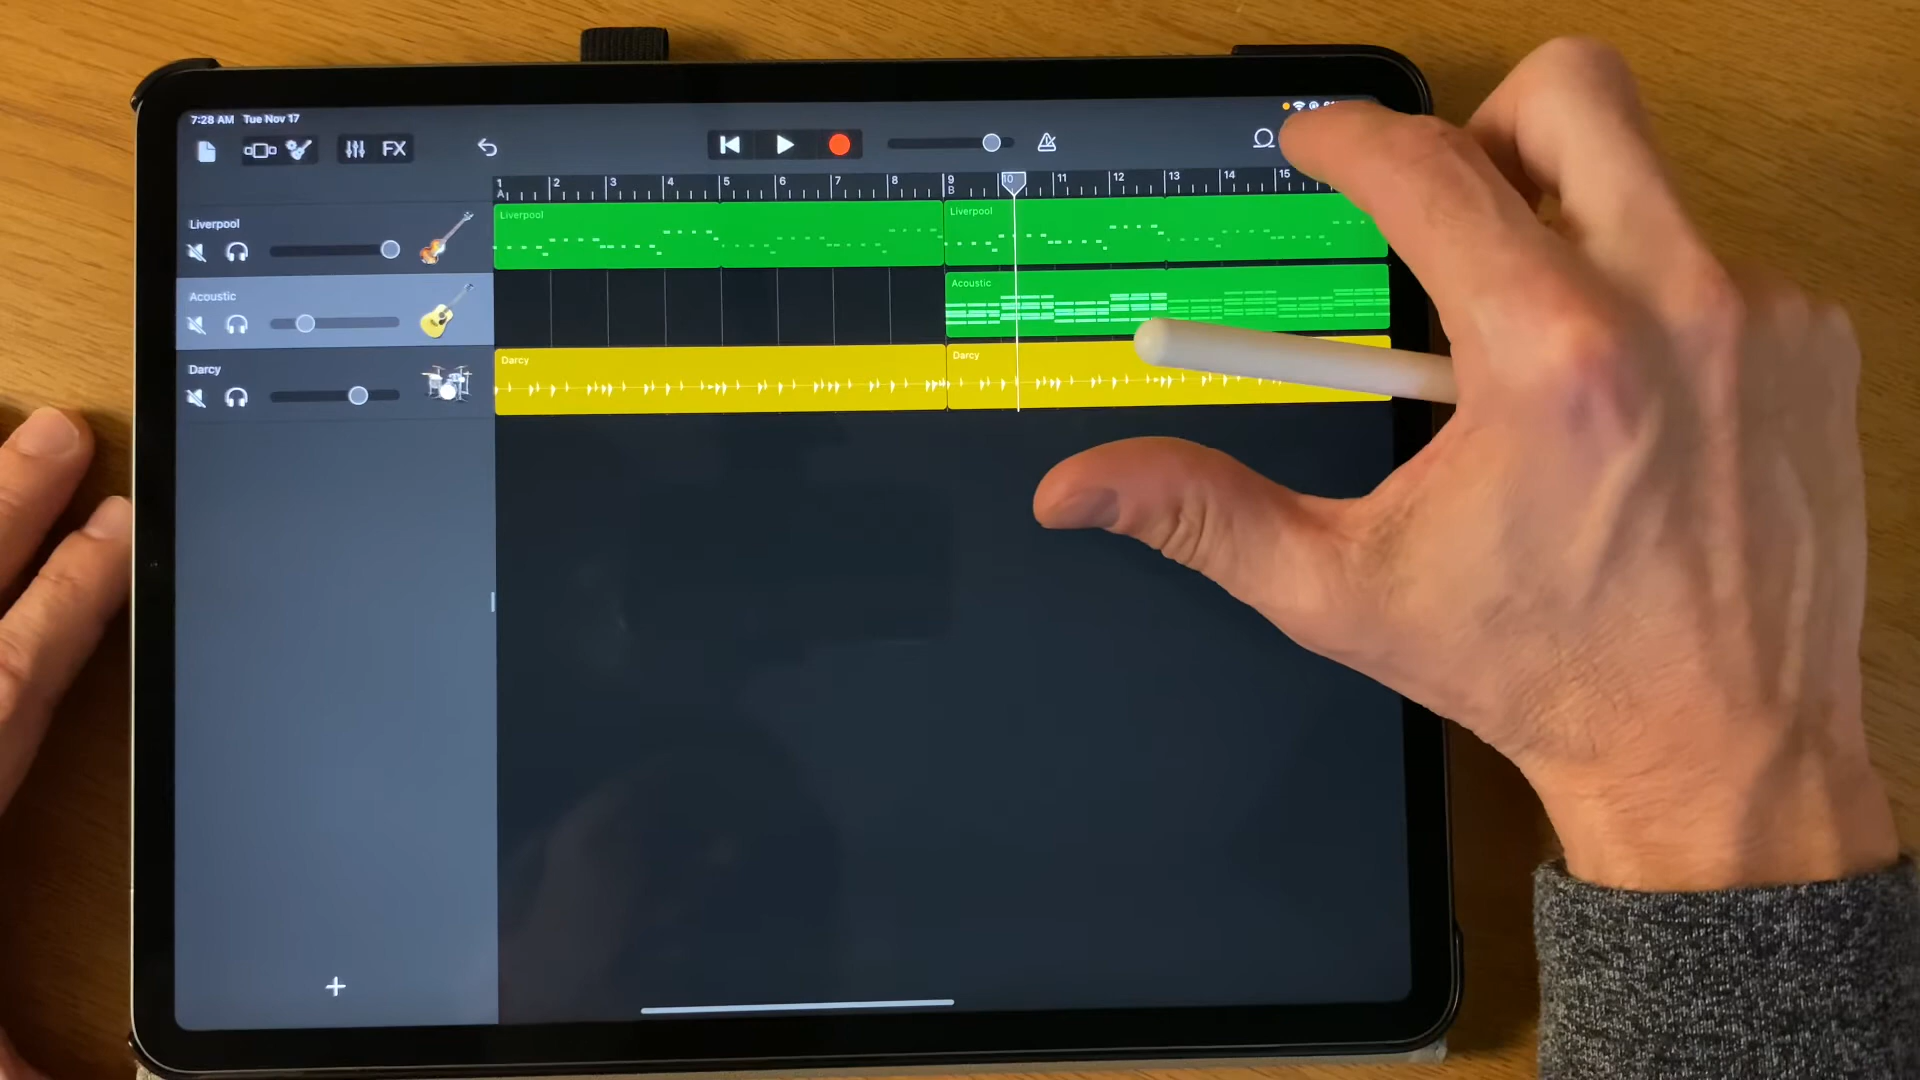 7:28 AM Tue Nov 17
FX
1 2 3 4 5 6 7 8 9 10 11 12 13 14 15
A B
Liverpool
Liverpool
Liverpool
Acoustic
Acoustic
Darcy
Darcy
Darcy